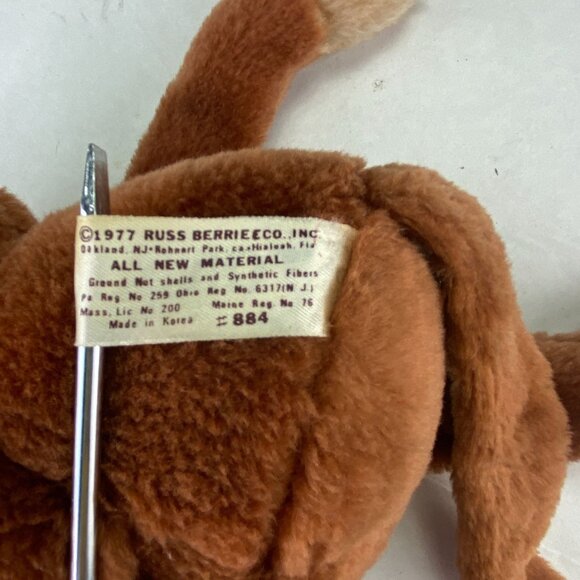 ©1977 RUSS BERRIE&CO., INC.
Oakland, NJ•Rohnert Park, ca.•Hialeah, Fla
ALL NEW MATERIAL
Ground Not shells and Synthetic Fibers
Pa Reg No 259 Ohio Reg No. 6317(N J.)
Mass, Lic No 200 Maine Reg. No 76
Made in Korea # 884